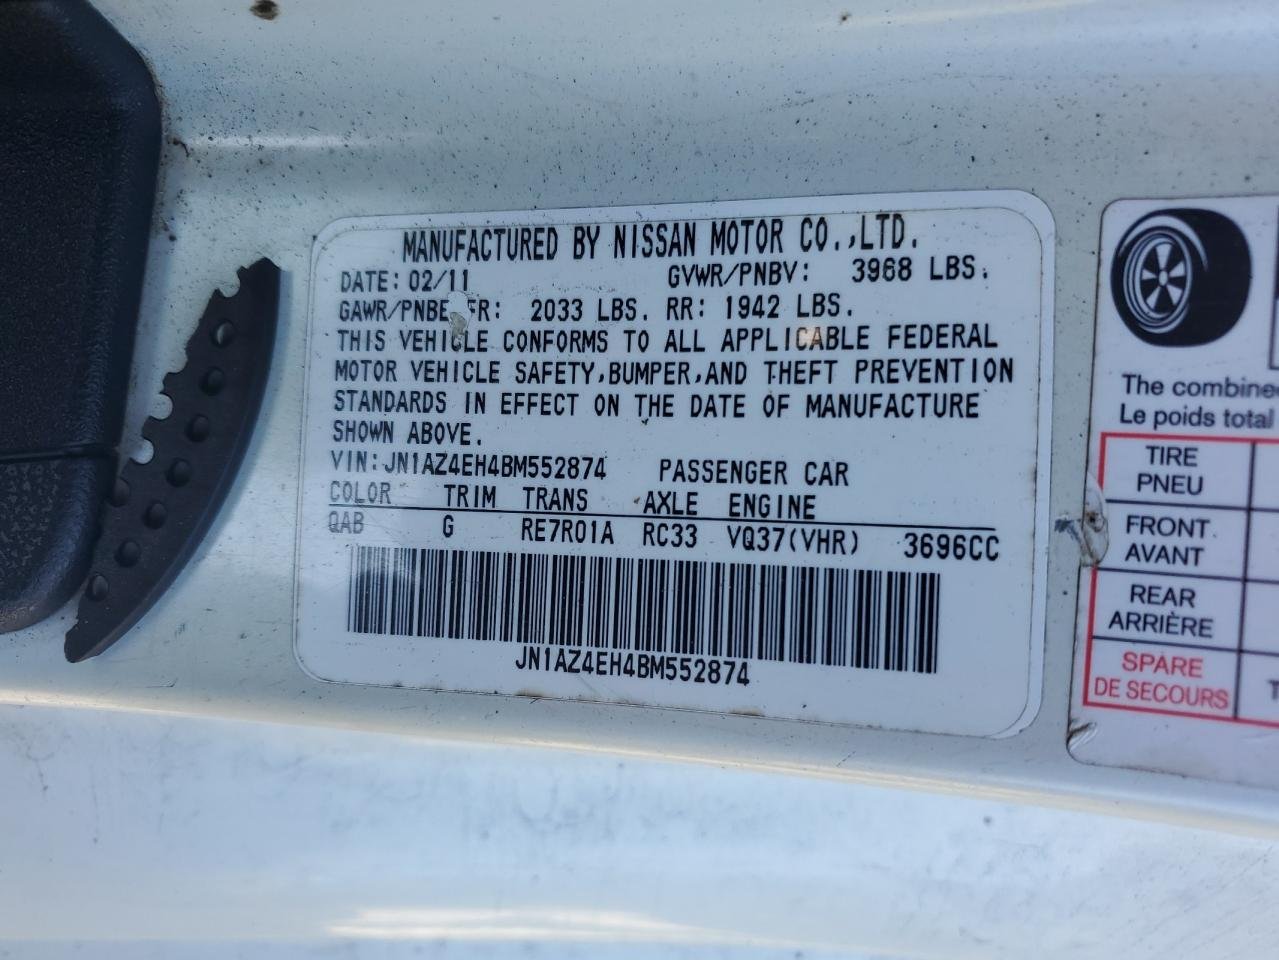 MANUFACTURED BY NISSAN MOTOR CO.,LTD.
DATE: 02/11 GVWR/PNBV: 3968 LBS.
GAWR/PNBE FR: 2033 LBS. RR: 1942 LBS.
THIS VEHICLE CONFORMS TO ALL APPLICABLE FEDERAL
MOTOR VEHICLE SAFETY,BUMPER,AND THEFT PREVENTION
STANDARDS IN EFFECT ON THE DATE OF MANUFACTURE
SHOWN ABOVE.
VIN:JN1AZ4EH4BM552874 PASSENGER CAR
COLOR TRIM TRANS AXLE ENGINE
QAB G RE7R01A RC33 VQ37(VHR) 3696CC
JN1AZ4EH4BM552874
The combine
Le poids total
TIRE
PNEU
FRONT
AVANT
REAR
ARRIÈRE
SPARE
DE SECOURS
T